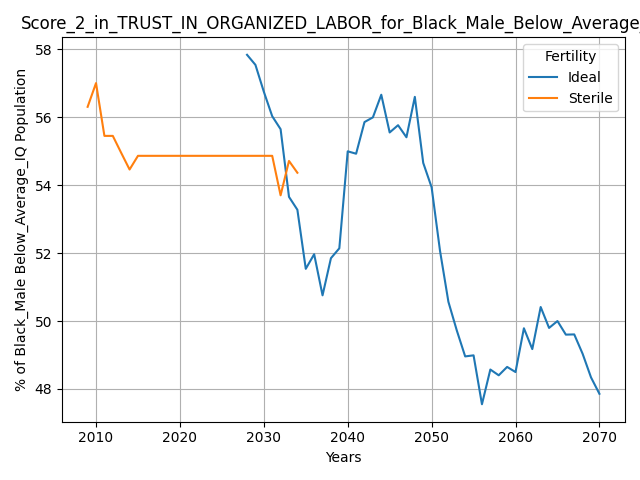 Score_2_in_TRUST_IN_ORGANIZED_LABOR_for_Black_Male_Below_Average_
Fertility
Ideal
Sterile
% of Black_Male Below_Average_IQ Population
58
56
54
52
50
48
2010 2020 2030 2040 2050 2060 2070
Years